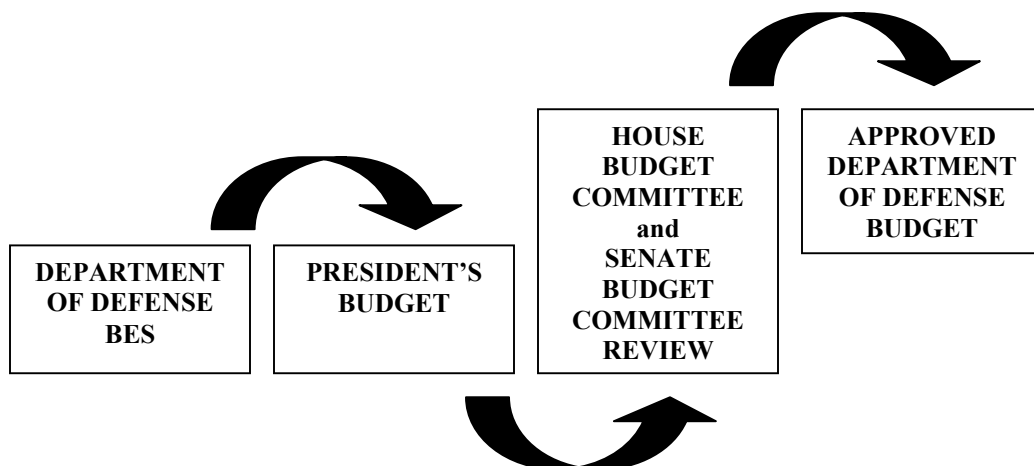 DEPARTMENT
OF DEFENSE
BES
PRESIDENT’S
BUDGET
HOUSE
BUDGET
COMMITTEE
and
SENATE
BUDGET
COMMITTEE
REVIEW
APPROVED
DEPARTMENT
OF DEFENSE
BUDGET